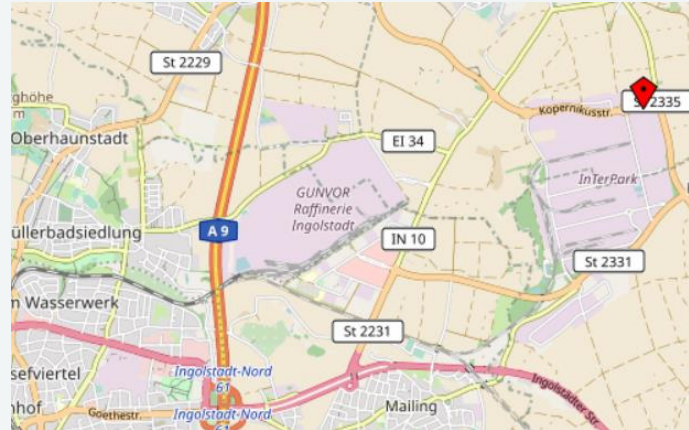 St 2229
ghöhe
m
Oberhaunstadt
EI 34
Kopernikusstr.
2335
GUNVOR
Raffinerie
Ingolstadt
InTerPark
üllerbadsiedlung
A 9
IN 10
St 2331
m Wasserwerk
St 2231
Ingolstadt-Nord
61
sefviertel
Ingolstädter Str.
nhof
Goethestr.
Ingolstadt-Nord
61
Mailing